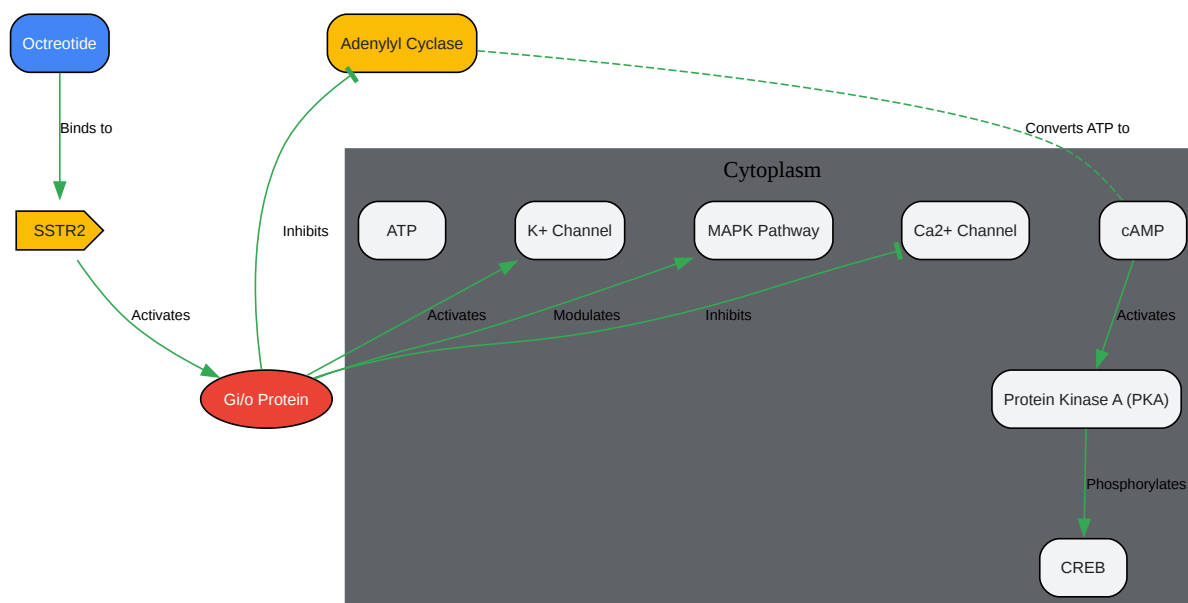 Octreotide
Adenylyl Cyclase
Binds to
Converts ATP to
Cytoplasm
SSTR2
Inhibits
ATP
K+ Channel
MAPK Pathway
Ca2+ Channel
cAMP
Activates
Activates
Modulates
Inhibits
Activates
Gi/o Protein
Protein Kinase A (PKA)
Phosphorylates
CREB